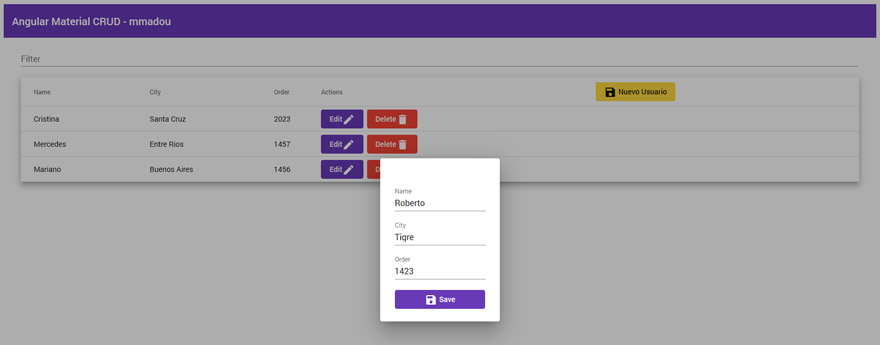 Angular Material CRUD - mmadou
Filter
Name City Order Actions Nuevo Usuario
Cristina Santa Cruz 2023 Edit Delete
Mercedes Entre Rios 1457 Edit Delete
Mariano Buenos Aires 1456 Edit D
Name
Roberto
City
Tigre
Order
1423
Save